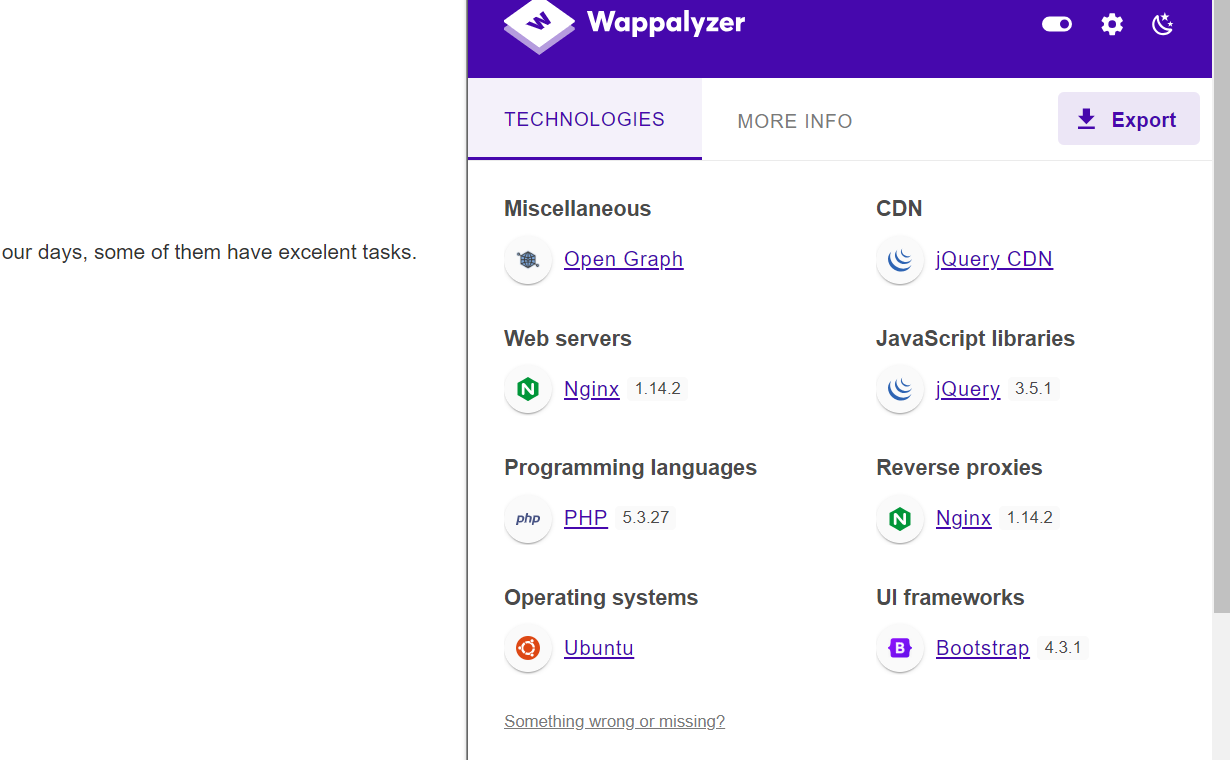 Wappalyzer
TECHNOLOGIES
MORE INFO
Export
our days, some of them have excelent tasks.
Miscellaneous
Open Graph
CDN
jQuery CDN
Web servers
Nginx 1.14.2
JavaScript libraries
jQuery 3.5.1
Programming languages
php PHP 5.3.27
Reverse proxies
Nginx 1.14.2
Operating systems
Ubuntu
UI frameworks
B Bootstrap 4.3.1
Something wrong or missing?